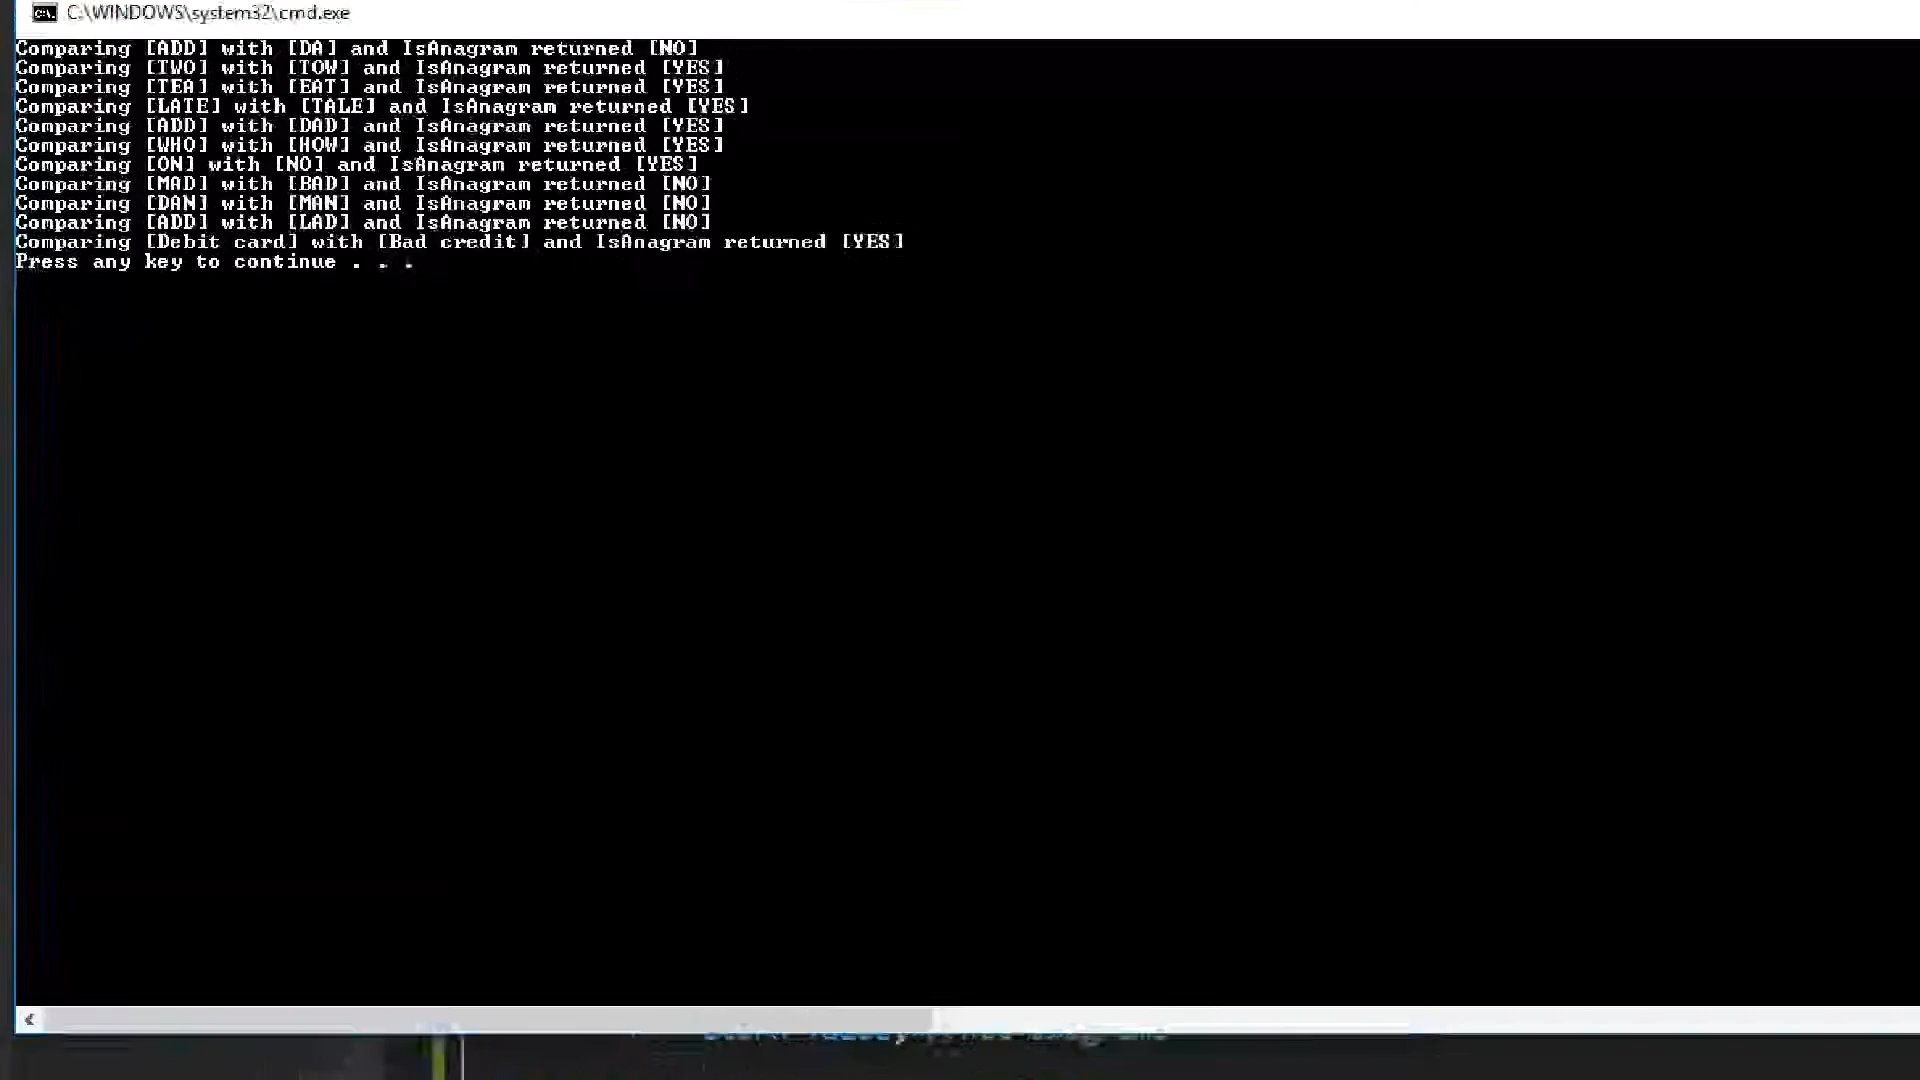 C:\WINDOWS\system32\cmd.exe
Comparing [ADD] with [DA] and IsAnagram returned [NO]
Comparing [TWO] with [TOW] and IsAnagram returned [YES]
Comparing [TEA] with [EAT] and IsAnagram returned [YES]
Comparing [LATE] with [TALE] and IsAnagram returned [YES]
Comparing [ADD] with [DAD] and IsAnagram returned [YES]
Comparing [WHO] with [HOW] and IsAnagram returned [YES]
Comparing [ON] with [NO] and IsAnagram returned [YES]
Comparing [MAD] with [BAD] and IsAnagram returned [NO]
Comparing [DAN] with [MAN] and IsAnagram returned [NO]
Comparing [ADD] with [LAD] and IsAnagram returned [NO]
Comparing [Debit card] with [Bad credit] and IsAnagram returned [YES]
Press any key to continue . . .